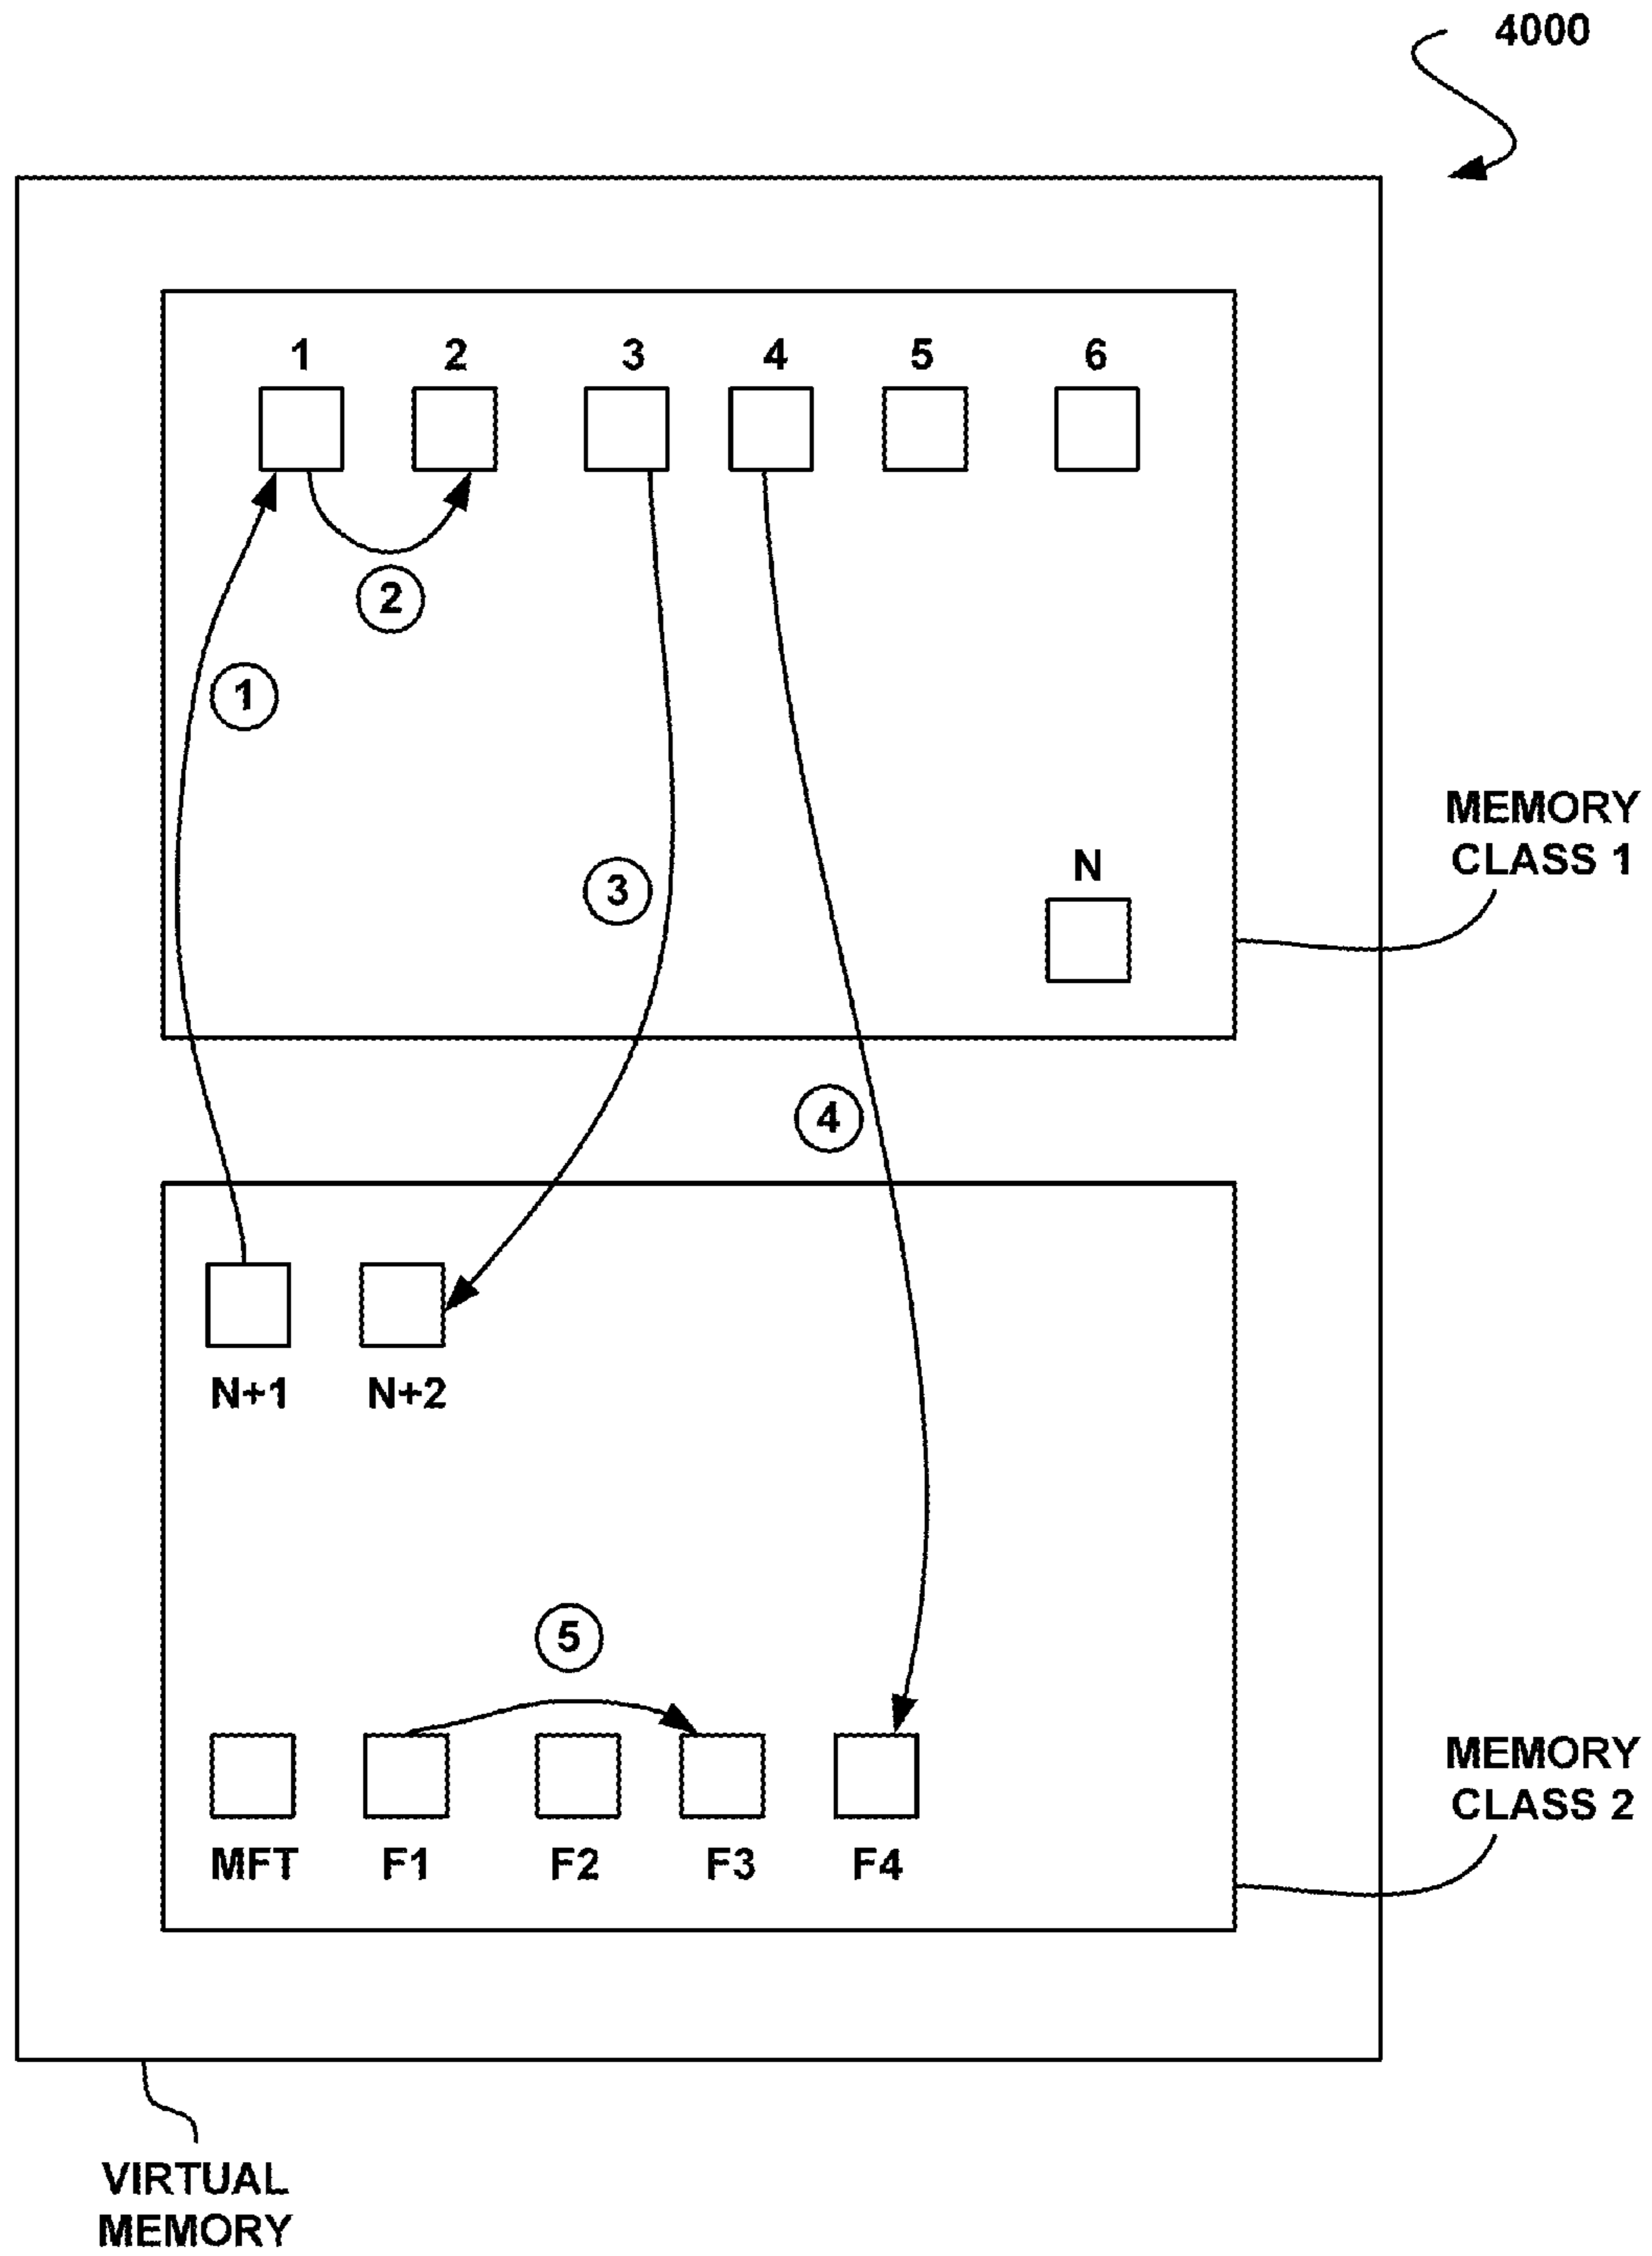 4000
1 2 3 4 5 6
2
1
MEMORY
CLASS 1
N
3
4
N+1 N+2
5
MEMORY
CLASS 2
MFT F1 F2 F3 F4
VIRTUAL
MEMORY